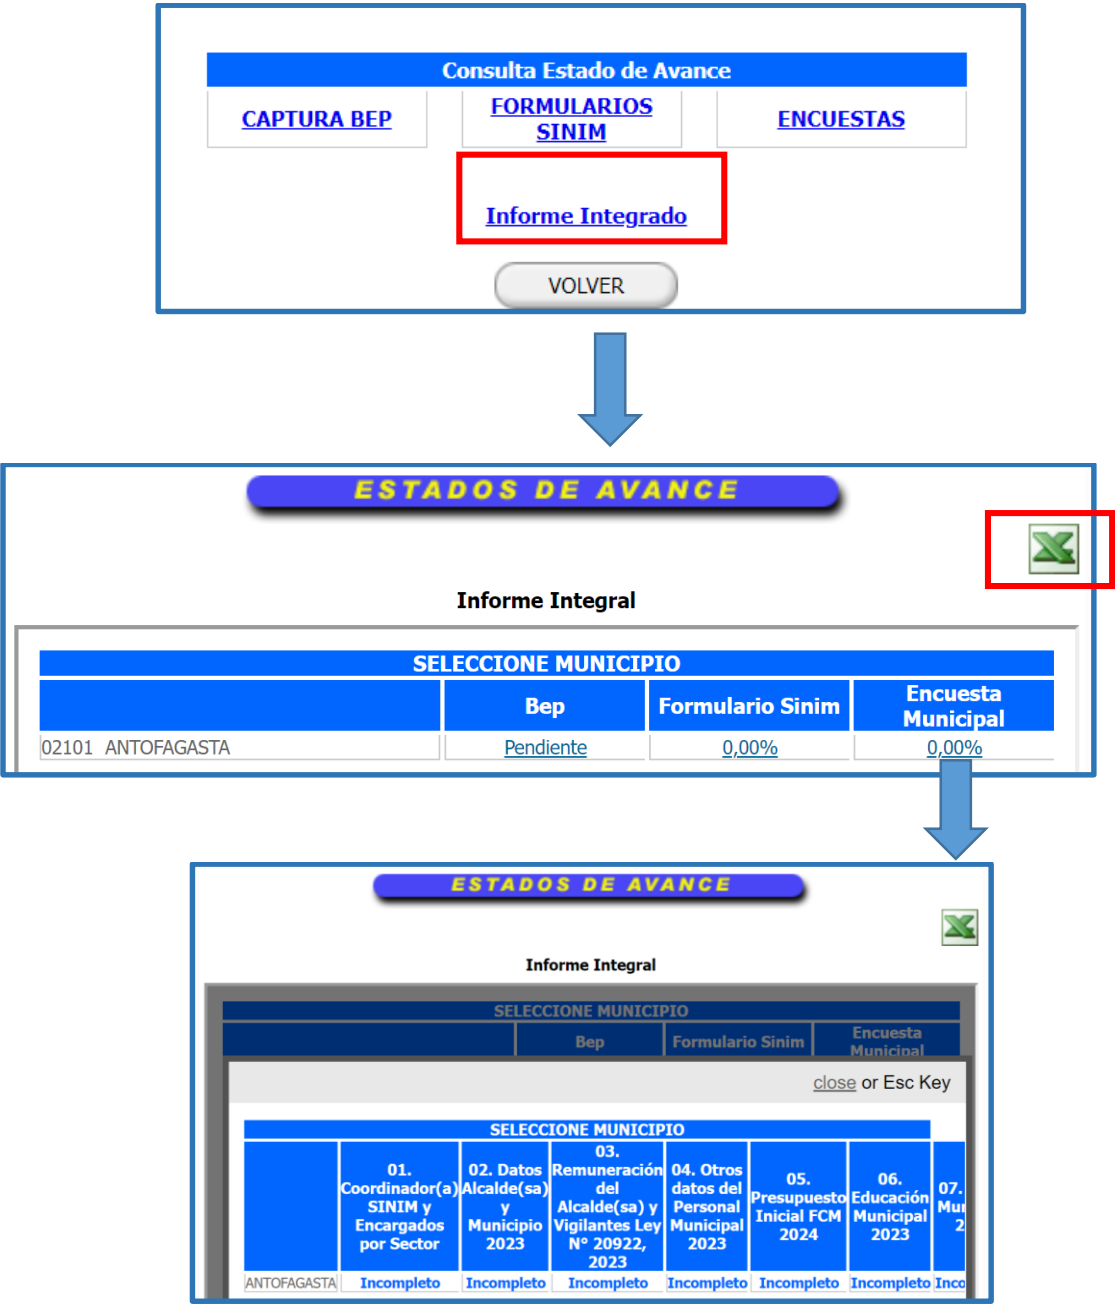 Consulta Estado de Avance
CAPTURA BEP
FORMULARIOS
SINIM
ENCUESTAS
Informe Integrado
VOLVER
ESTADOS DE AVANCE
Informe Integral
SELECCIONE MUNICIPIO
Bep
Formulario Sinim
Encuesta
Municipal
02101 ANTOFAGASTA
Pendiente
0,00%
0,00%
ESTADOS DE AVANCE
Informe Integral
SELECCIONE MUNICIPIO
Bep
Formulario Sinim
Encuesta
Municipal
close or Esc Key
SELECCIONE MUNICIPIO
01.
Coordinador(a)
SINIM y
Encargados
por Sector
02. Datos
Alcalde(sa)
y
Municipio
2023
03.
Remuneración
del
Alcalde(sa) y
Vigilantes Ley
N° 20922,
2023
04. Otros
datos del
Personal
Municipal
2023
05.
Presupuesto
Inicial FCM
2024
06.
Educación
Municipal
2023
07.
ANTOFAGASTA
Incompleto
Incompleto
Incompleto
Incompleto
Incompleto
Incompleto